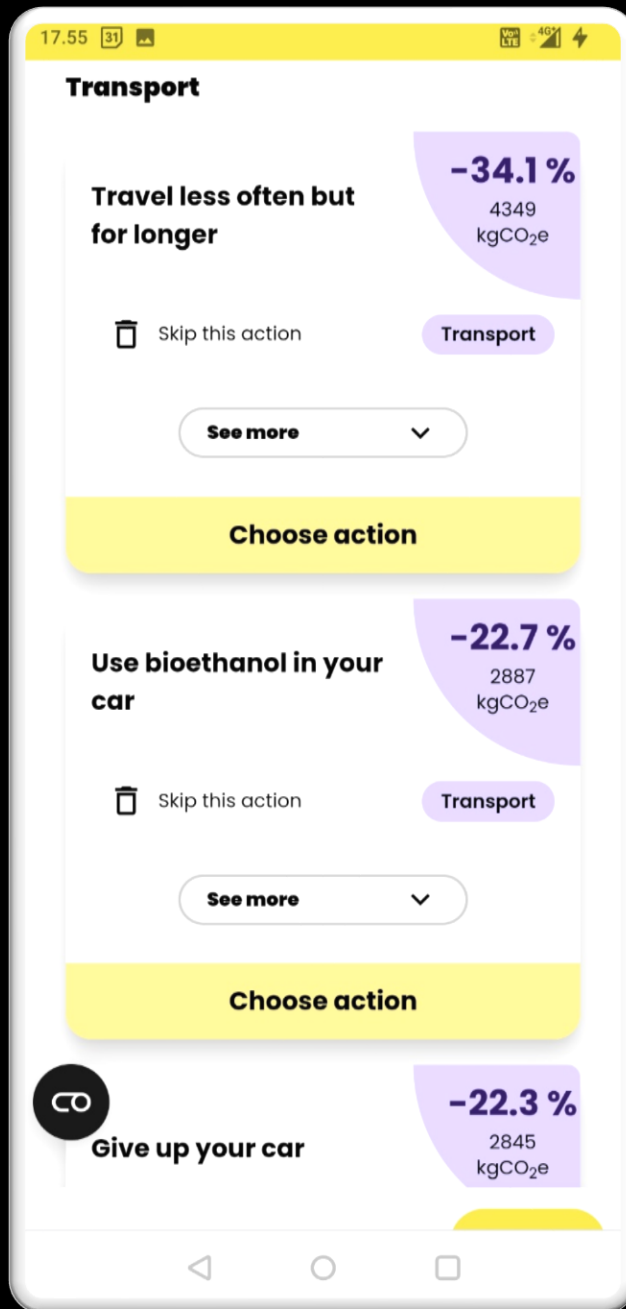 17.55 31 VoLTE 4G+
Transport
Travel less often but
for longer
-34.1 %
4349
kgCO₂e
Skip this action
Transport
See more
Choose action
Use bioethanol in your
car
-22.7 %
2887
kgCO₂e
Skip this action
Transport
See more
Choose action
Give up your car
-22.3 %
2845
kgCO₂e